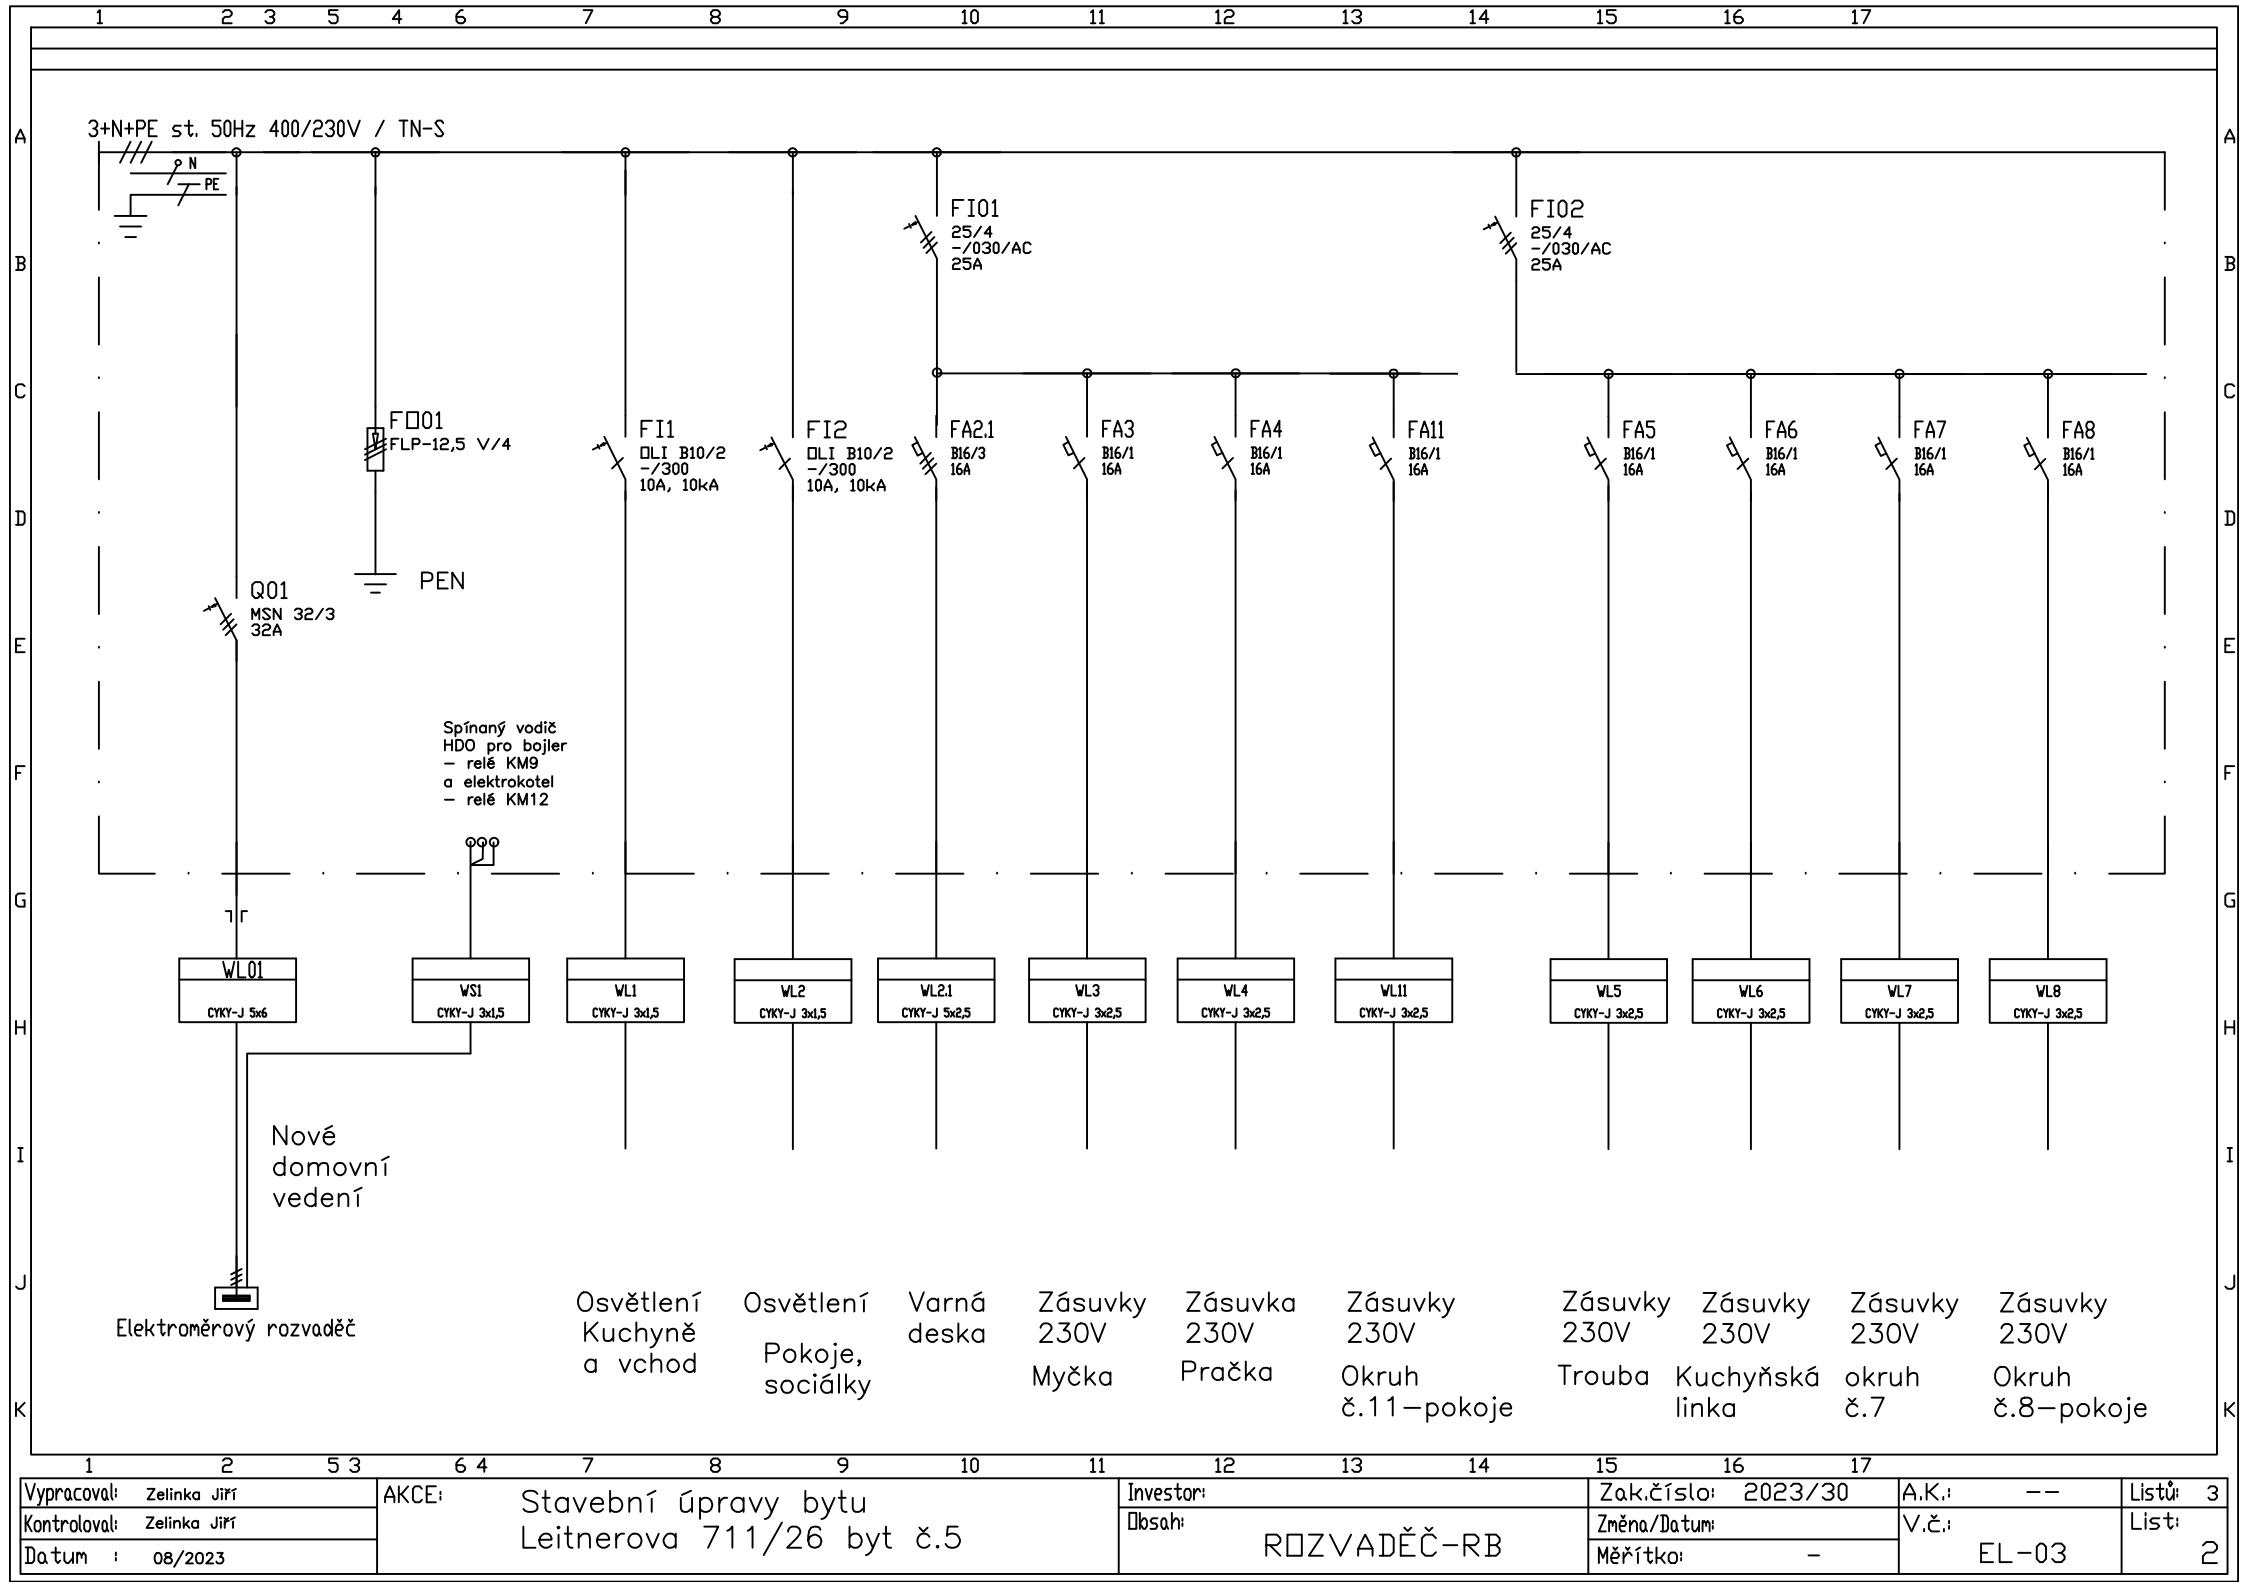 1 2 3 5 4 6 7 8 9 10 11 12 13 14 15 16 17
A A
B B
C C
D D
E E
F F
G G
H H
I I
J J
K K
3+N+PE st. 50Hz 400/230V / TN-S
N
PE
FI01
25/4
-/030/AC
25A
FI02
25/4
-/030/AC
25A
FO01
FLP-12,5 V/4
PEN
FI1
OLI B10/2
-/300
10A, 10kA
FI2
OLI B10/2
-/300
10A, 10kA
FA2.1
B16/3
16A
FA3
B16/1
16A
FA4
B16/1
16A
FA11
B16/1
16A
FA5
B16/1
16A
FA6
B16/1
16A
FA7
B16/1
16A
FA8
B16/1
16A
Q01
MSN 32/3
32A
Spínaný vodič
HDO pro bojler
– relé KM9
a elektrokotel
– relé KM12
WL01
CYKY-J 5x6
WS1
CYKY-J 3x1,5
WL1
CYKY-J 3x1,5
WL2
CYKY-J 3x1,5
WL2.1
CYKY-J 5x2,5
WL3
CYKY-J 3x2,5
WL4
CYKY-J 3x2,5
WL11
CYKY-J 3x2,5
WL5
CYKY-J 3x2,5
WL6
CYKY-J 3x2,5
WL7
CYKY-J 3x2,5
WL8
CYKY-J 3x2,5
Nové
domovní
vedení
Elektroměrový rozvaděč
Osvětlení
Kuchyně
a vchod
Osvětlení
Pokoje,
sociálky
Varná
deska
Zásuvky
230V
Myčka
Zásuvka
230V
Pračka
Zásuvky
230V
Okruh
č.11–pokoje
Zásuvky
230V
Trouba
Zásuvky
230V
Kuchyňská
linka
Zásuvky
230V
okruh
č.7
Zásuvky
230V
Okruh
č.8–pokoje
1 2 5 3 6 4 7 8 9 10 11 12 13 14 15 16 17
Vypracoval: Zelinka Jiří
Kontroloval: Zelinka Jiří
Datum : 08/2023
AKCE: Stavební úpravy bytu
Leitnerova 711/26 byt č.5
Investor:
Obsah:
ROZVADĚČ-RB
Zak.číslo: 2023/30
Změna/Datum:
Měřítko: -
A.K.: --
V.č.:
EL-03
Listů: 3
List:
2